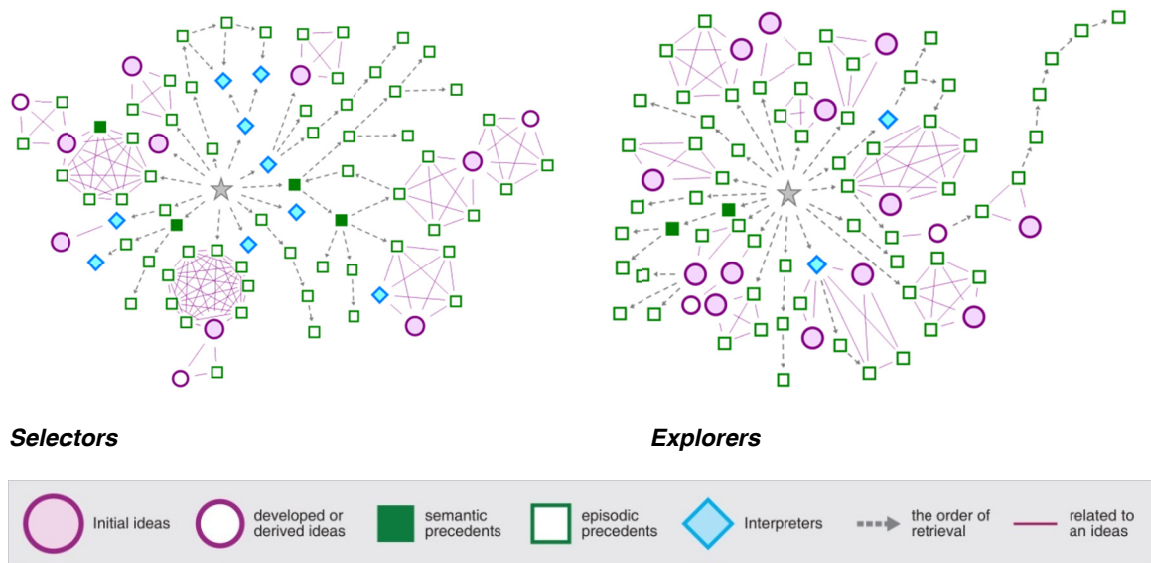 Selectors
Explorers
Initial ideas
developed or
derived ideas
semantic
precedents
episodic
precedents
Interpreters
the order of
retrieval
related to
an ideas